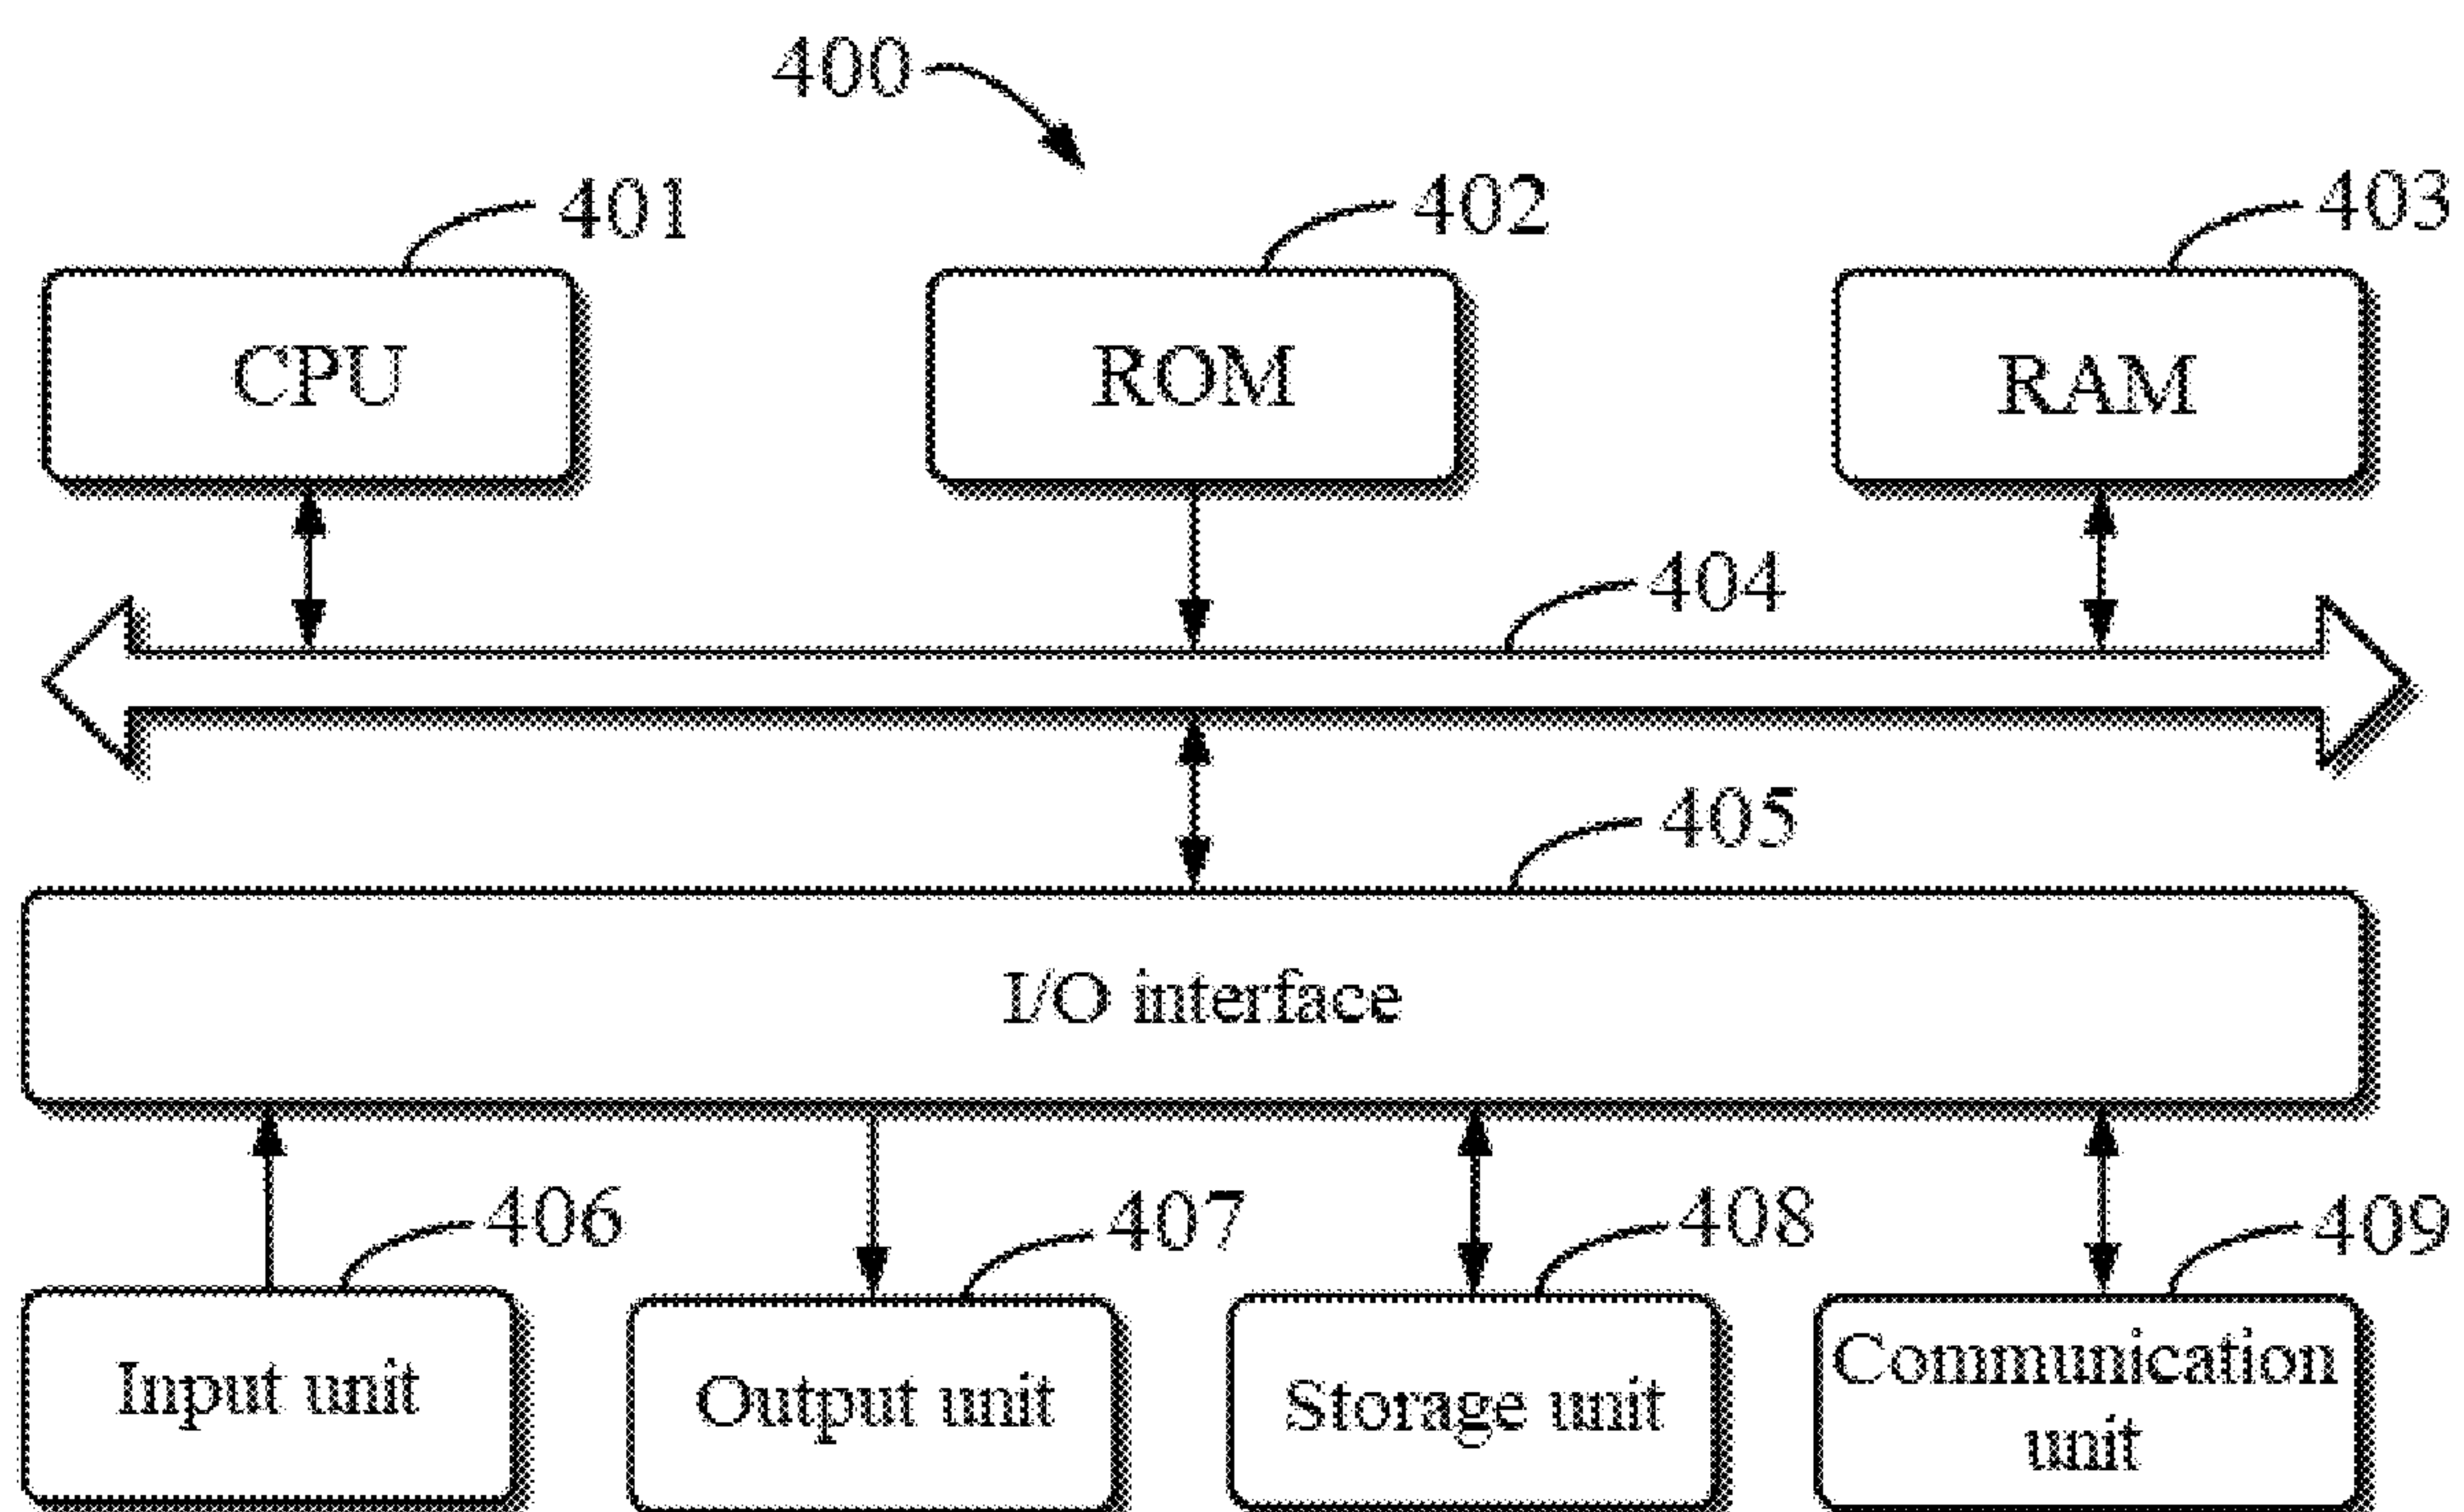 400
401
402
403
CPU
ROM
RAM
404
405
I/O interface
406
407
408
409
Input unit
Output unit
Storage unit
Communication
unit